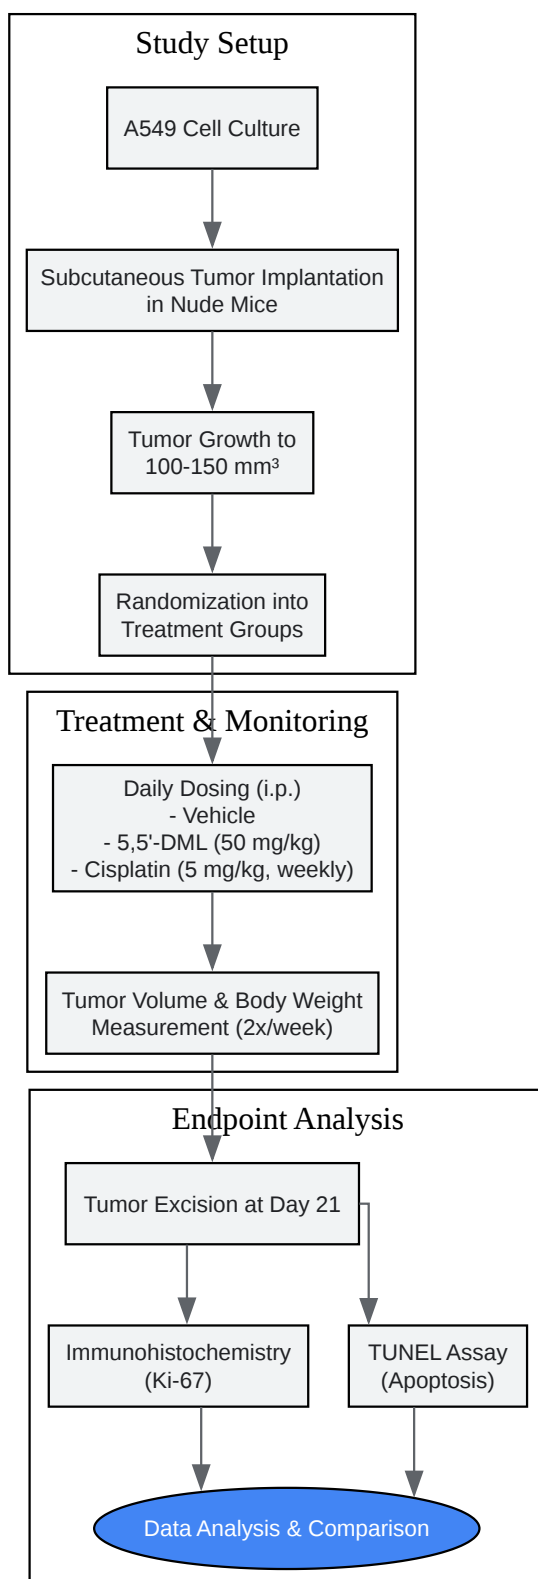 Study Setup
A549 Cell Culture
Subcutaneous Tumor Implantation
in Nude Mice
Tumor Growth to
100-150 mm³
Randomization into
Treatment Groups
Treatment & Monitoring
Daily Dosing (i.p.)
- Vehicle
- 5,5'-DML (50 mg/kg)
- Cisplatin (5 mg/kg, weekly)
Tumor Volume & Body Weight
Measurement (2x/week)
Endpoint Analysis
Tumor Excision at Day 21
Immunohistochemistry
(Ki-67)
TUNEL Assay
(Apoptosis)
Data Analysis & Comparison